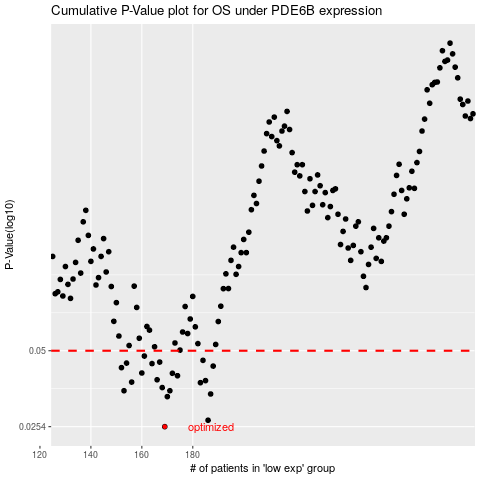 Cumulative P-Value plot for OS under PDE6B expression
P-Value(log10)
0.05
0.0254
optimized
120 140 160 180
# of patients in 'low exp' group